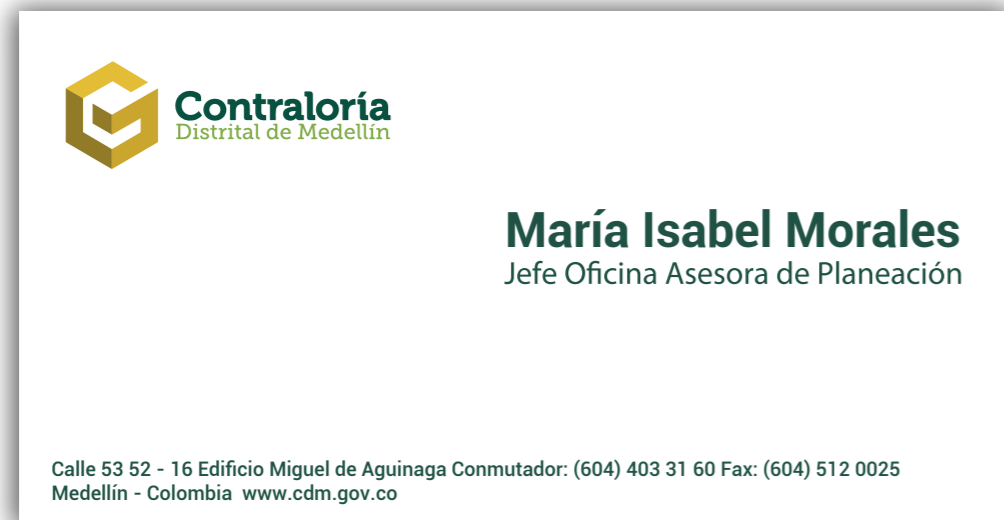 Contraloría
Distrital de Medellín
María Isabel Morales
Jefe Oficina Asesora de Planeación
Calle 53 52 - 16 Edificio Miguel de Aguinaga Conmutador: (604) 403 31 60 Fax: (604) 512 0025
Medellín - Colombia www.cdm.gov.co